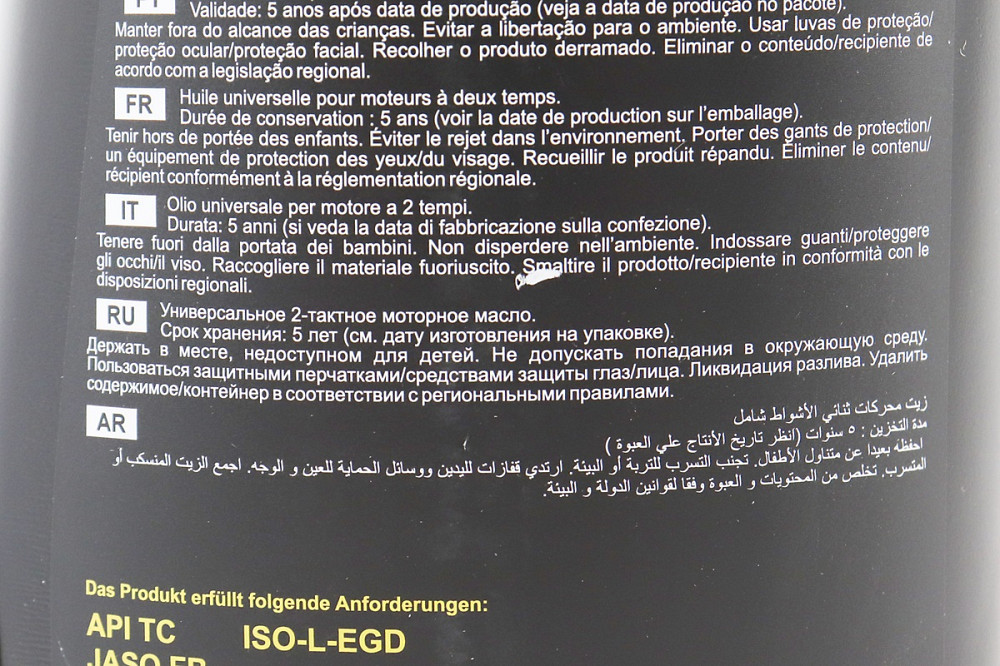 PT
Validade: 5 anos após data de produção (veja a data de produção no pacote).
Manter fora do alcance das crianças. Evitar a libertação para o ambiente. Usar luvas de proteção/
proteção ocular/proteção facial. Recolher o produto derramado. Eliminar o conteúdo/recipiente de
acordo com a legislação regional.
FR
Huile universelle pour moteurs à deux temps.
Durée de conservation : 5 ans (voir la date de production sur l'emballage).
Tenir hors de portée des enfants. Éviter le rejet dans l'environnement. Porter des gants de protection/
un équipement de protection des yeux/du visage. Recueillir le produit répandu. Éliminer le contenu/
récipient conformément à la réglementation régionale.
IT
Olio universale per motore a 2 tempi.
Durata: 5 anni (si veda la data di fabbricazione sulla confezione).
Tenere fuori dalla portata dei bambini. Non disperdere nell'ambiente. Indossare guanti/proteggere
gli occhi/il viso. Raccogliere il materiale fuoriuscito. Smaltire il prodotto/recipiente in conformità con le
disposizioni regionali.
RU
Универсальное 2-тактное моторное масло.
Срок хранения: 5 лет (см. дату изготовления на упаковке).
Держать в месте, недоступном для детей. Не допускать попадания в окружающую среду.
Пользоваться защитными перчатками/средствами защиты глаз/лица. Ликвидация разлива. Удалить
содержимое/контейнер в соответствии с региональными правилами.
AR
زيت محركات ثنائي الأشواط شامل
مدة التخزين : ٥ سنوات (انظر تاريخ الأنتاج علي العبوة )
احفظه بعيدا عن متناول الأطفال. تجنب التسرب للتربة أو البيئة. ارتدي قفازات لليدين ووسائل الحماية للعين و الوجه. اجمع الزيت المنسكب أو
المتسرب. تخلص من المحتويات و العبوة وفقا لقوانين الدولة و البيئة.
Das Produkt erfüllt folgende Anforderungen:
API TC ISO-L-EGD
JASO